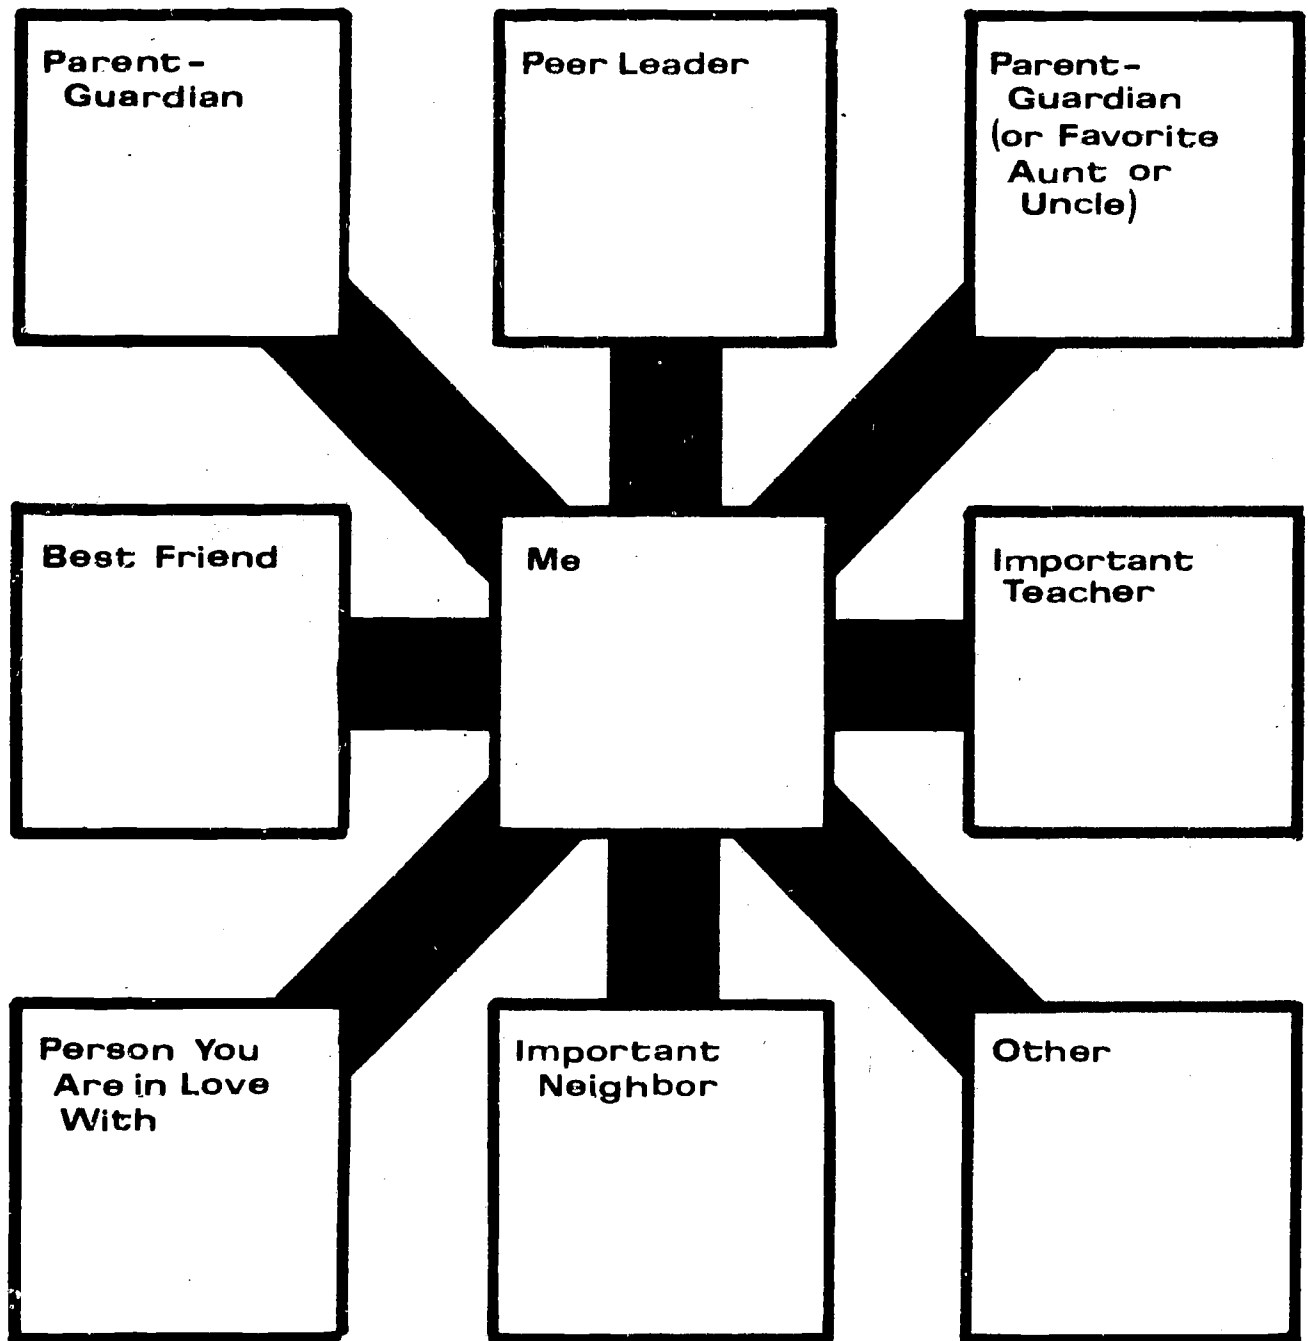 Parent-
Guardian
Peer Leader
Parent-
Guardian
(or Favorite
Aunt or
Uncle)
Best Friend
Me
Important
Teacher
Person You
Are in Love
With
Important
Neighbor
Other